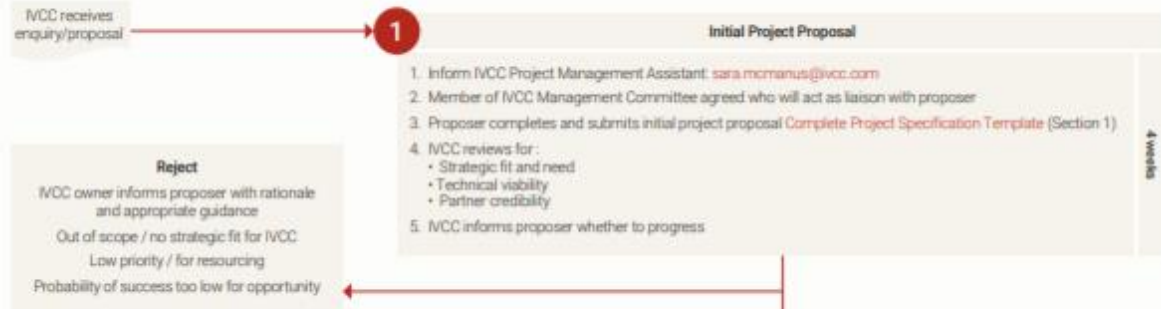 IVCC receives
enquiry/proposal
1
Initial Project Proposal
1. Inform IVCC Project Management Assistant: sara.mcmanus@ivcc.com
2. Member of IVCC Management Committee agreed who will act as liaison with proposer
3. Proposer completes and submits initial project proposal Complete Project Specification Template (Section 1)
4. IVCC reviews for:
• Strategic fit and need
• Technical viability
• Partner credibility
5. IVCC informs proposer whether to progress
4 weeks
Reject
IVCC owner informs proposer with rationale
and appropriate guidance
Out of scope / no strategic fit for IVCC
Low priority / for resourcing
Probability of success too low for opportunity